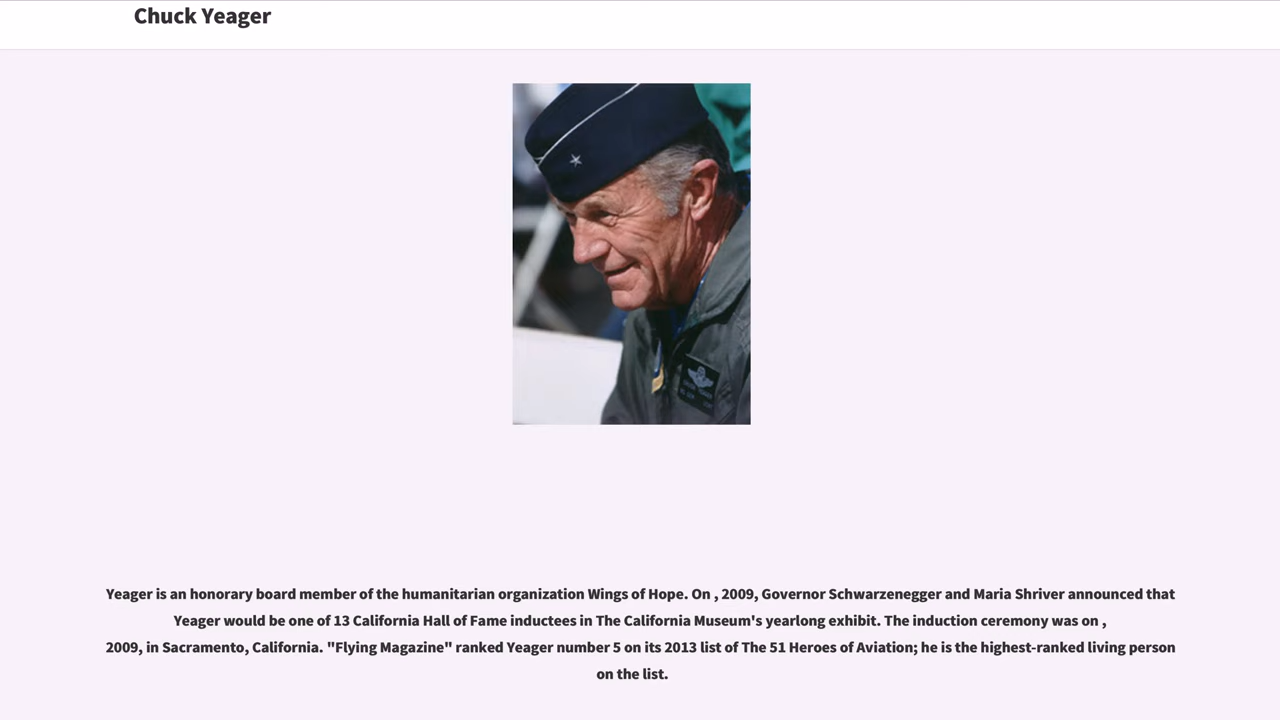 Chuck Yeager
Yeager is an honorary board member of the humanitarian organization Wings of Hope. On , 2009, Governor Schwarzenegger and Maria Shriver announced that
Yeager would be one of 13 California Hall of Fame inductees in The California Museum's yearlong exhibit. The induction ceremony was on ,
2009, in Sacramento, California. "Flying Magazine" ranked Yeager number 5 on its 2013 list of The 51 Heroes of Aviation; he is the highest-ranked living person
on the list.